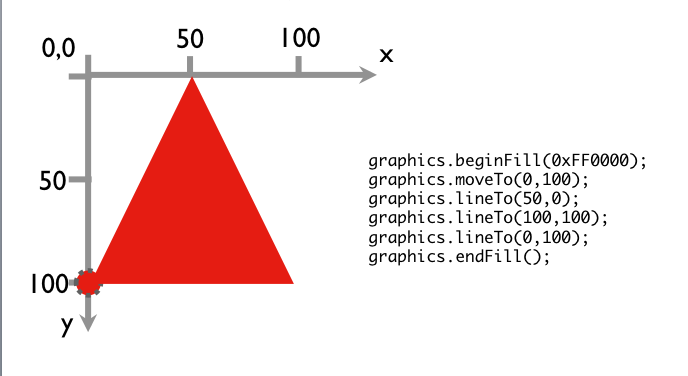 0,0
50
100
x
50
100
y
graphics.beginFill(0xFF0000);
graphics.moveTo(0,100);
graphics.lineTo(50,0);
graphics.lineTo(100,100);
graphics.lineTo(0,100);
graphics.endFill();